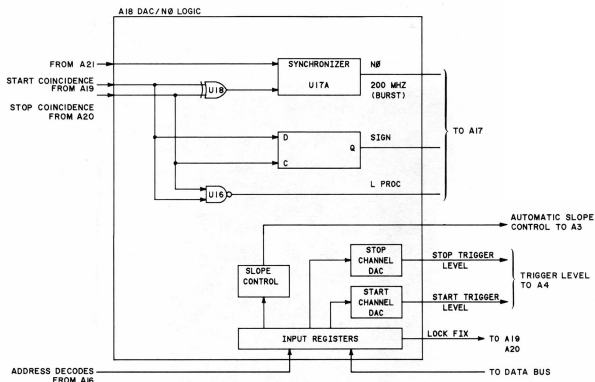 A18 DAC/NØ LOGIC
FROM A21
START COINCIDENCE
FROM A19
STOP COINCIDENCE
FROM A20
U18
SYNCHRONIZER
U17A
NØ
200 MHZ
(BURST)
TO A17
D
Q
C
SIGN
U16
L PROC
AUTOMATIC SLOPE
CONTROL TO A3
SLOPE
CONTROL
STOP
CHANNEL
DAC
STOP TRIGGER
LEVEL
START
CHANNEL
DAC
START TRIGGER
LEVEL
TRIGGER LEVEL
TO A4
INPUT REGISTERS
LOCK FIX
TO A19
A20
ADDRESS DECODES
FROM A16
TO DATA BUS